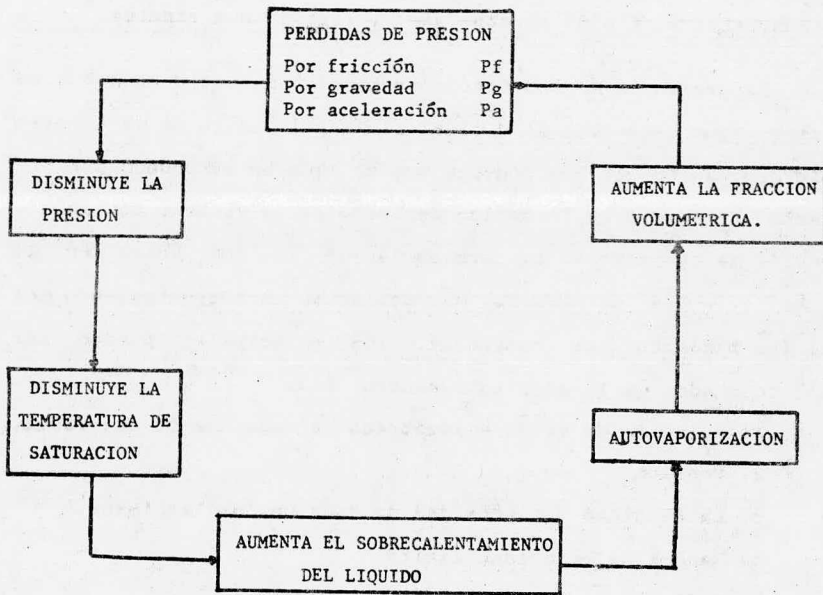 PERDIDAS DE PRESION
Por fricción Pf
Por gravedad Pg
Por aceleración Pa
DISMINUYE LA
PRESION
AUMENTA LA FRACCION
VOLUMETRICA.
DISMINUYE LA
TEMPERATURA DE
SATURACION
AUTOVAPORIZACION
AUMENTA EL SOBRECALENTAMIENTO
DEL LIQUIDO